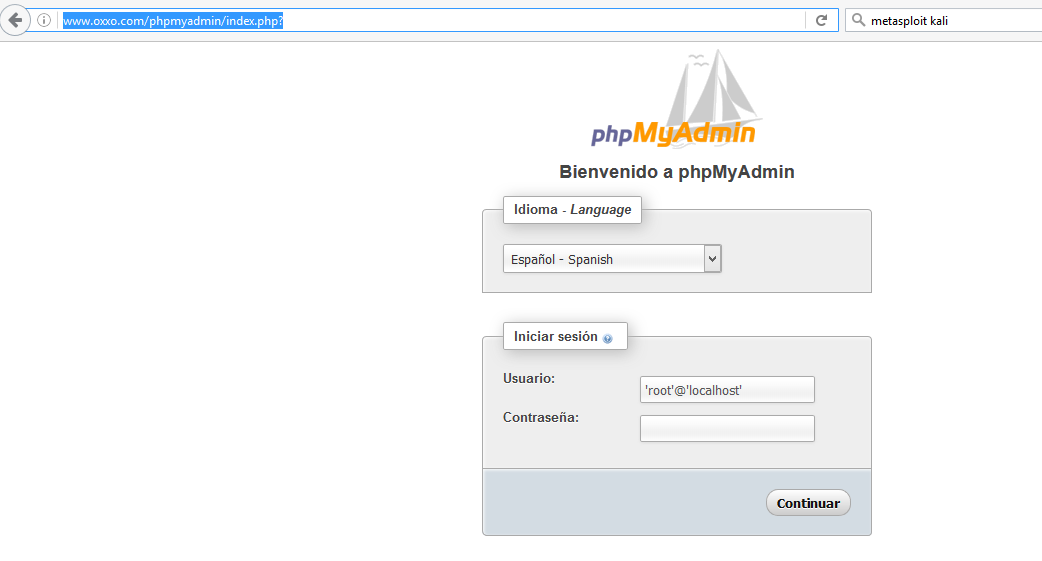 www.oxxo.com/phpmyadmin/index.php?
metasploit kali
phpMyAdmin
Bienvenido a phpMyAdmin
Idioma - Language
Español - Spanish
Iniciar sesión
Usuario:
'root'@'localhost'
Contraseña:
Continuar